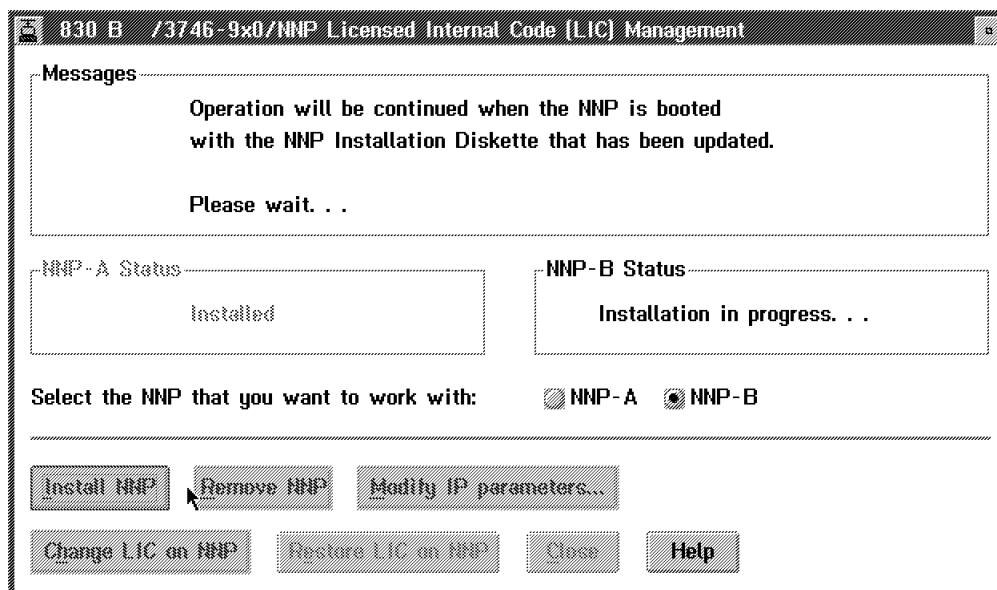 830 B /3746-9x0/NNP Licensed Internal Code (LIC) Management
Messages
Operation will be continued when the NNP is booted
with the NNP Installation Diskette that has been updated.
Please wait. . .
NNP-A Status
Installed
NNP-B Status
Installation in progress. . .
Select the NNP that you want to work with: NNP-A NNP-B
Install NNP Remove NNP Modify IP parameters...
Change LIC on NNP Restore LIC on NNP Close Help